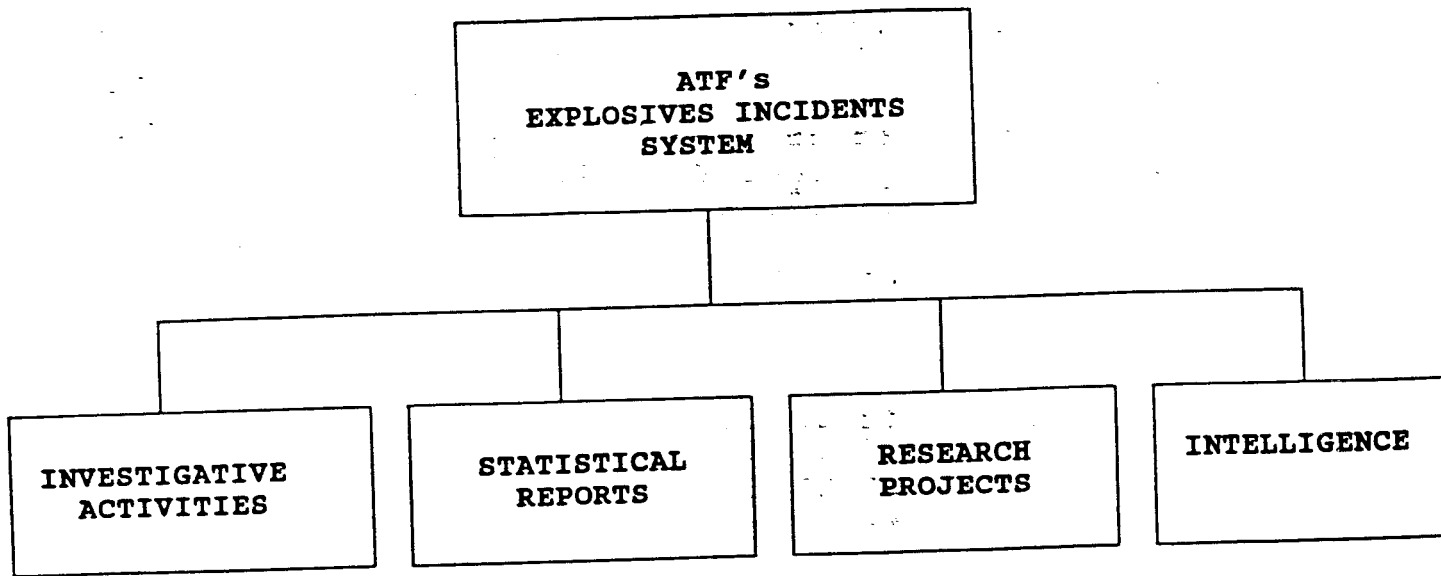 ATF's
EXPLOSIVES INCIDENTS
SYSTEM
INVESTIGATIVE
ACTIVITIES
STATISTICAL
REPORTS
RESEARCH
PROJECTS
INTELLIGENCE